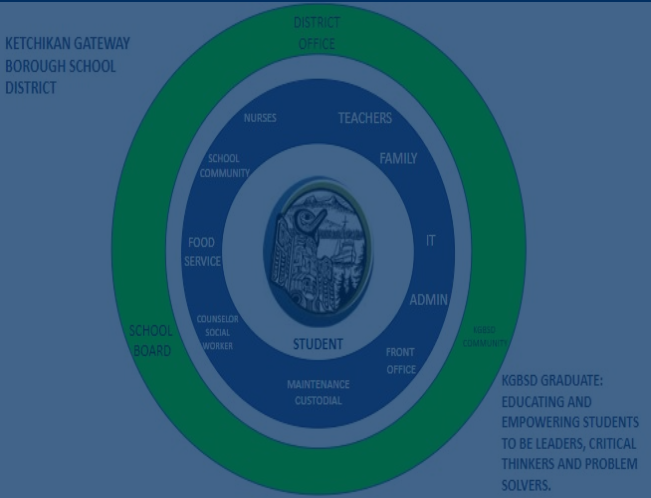 KETCHIKAN GATEWAY
BOROUGH SCHOOL
DISTRICT
DISTRICT
OFFICE
NURSES
TEACHERS
SCHOOL
COMMUNITY
FAMILY
FOOD
SERVICE
IT
ADMIN
COUNSELOR
SOCIAL
WORKER
STUDENT
FRONT
OFFICE
MAINTENANCE
CUSTODIAL
SCHOOL
BOARD
KGBSD
COMMUNITY
KGBSD GRADUATE:
EDUCATING AND
EMPOWERING STUDENTS
TO BE LEADERS, CRITICAL
THINKERS AND PROBLEM
SOLVERS.